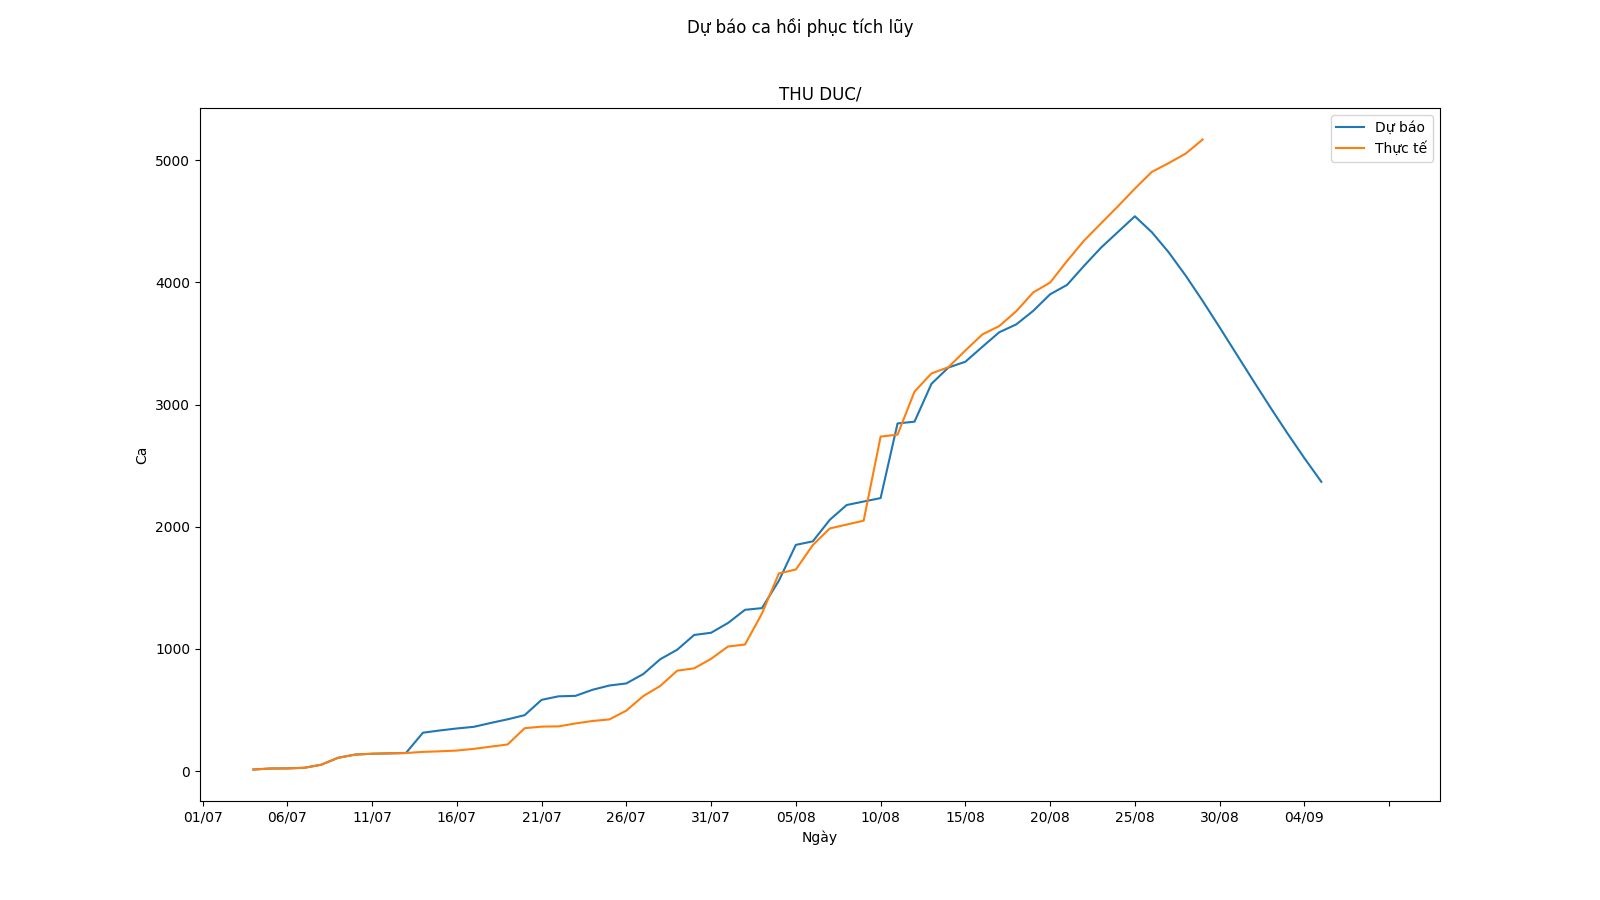 Dự báo ca hồi phục tích lũy
THU DUC/
Dự báo
Thực tế
5000
4000
3000
2000
1000
0
Ca
01/07 06/07 11/07 16/07 21/07 26/07 31/07 05/08 10/08 15/08 20/08 25/08 30/08 04/09
Ngày